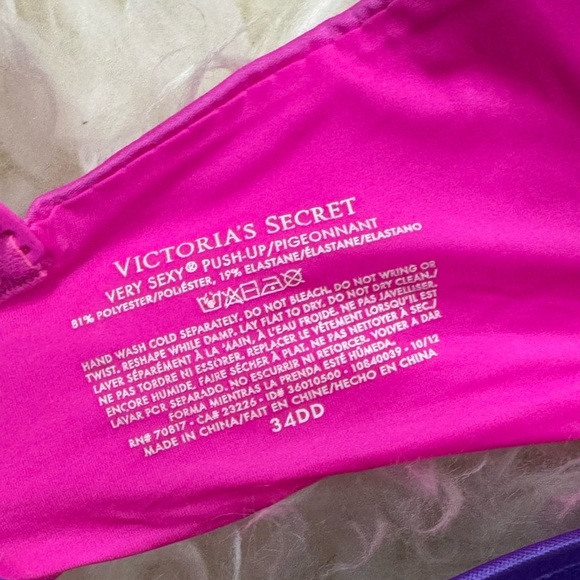 VICTORIA'S SECRET
VERY SEXY® PUSH-UP/PIGEONNANT
81% POLYESTER/POLIÉSTER, 19% ELASTANE/ÉLASTANE/ELASTANO
HAND WASH COLD SEPARATELY. DO NOT BLEACH. DO NOT WRING OR
TWIST. RESHAPE WHILE DAMP. LAY FLAT TO DRY. DO NOT DRY CLEAN./
LAVER SÉPARÉMENT À LA MAIN, À L'EAU FROIDE. NE PAS JAVELLISER.
NE PAS TORDRE NI ESSORER. REPLACER LE VÊTEMENT LORSQU'IL EST
ENCORE HUMIDE. FAIRE SÉCHER À PLAT. NE PAS NETTOYER À SEC./
LAVAR POR SEPARADO. NO ESCURRIR NI RETORCER. VOLVER A DAR
FORMA MIENTRAS LA PRENDA ESTÉ HÚMEDA.
RN# 70817 - CA# 23226 - ID# 36010500 - 10840039 - 10/12
MADE IN CHINA/FAIT EN CHINE/HECHO EN CHINA
34DD